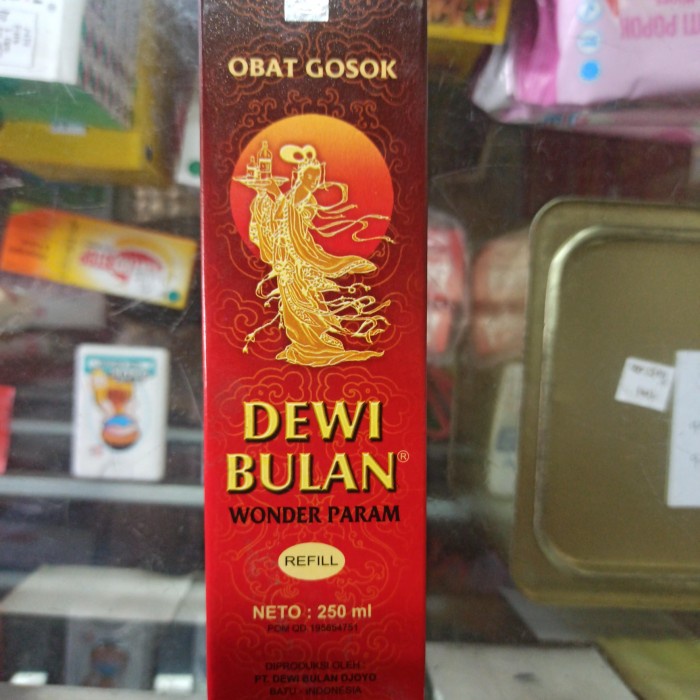 OBAT GOSOK
DEWI
BULAN®
WONDER PARAM
REFILL
NETO : 250 ml
DIPRODUKSI OLEH :
PT. DEWI BULAN DJOYO
BATU - INDONESIA